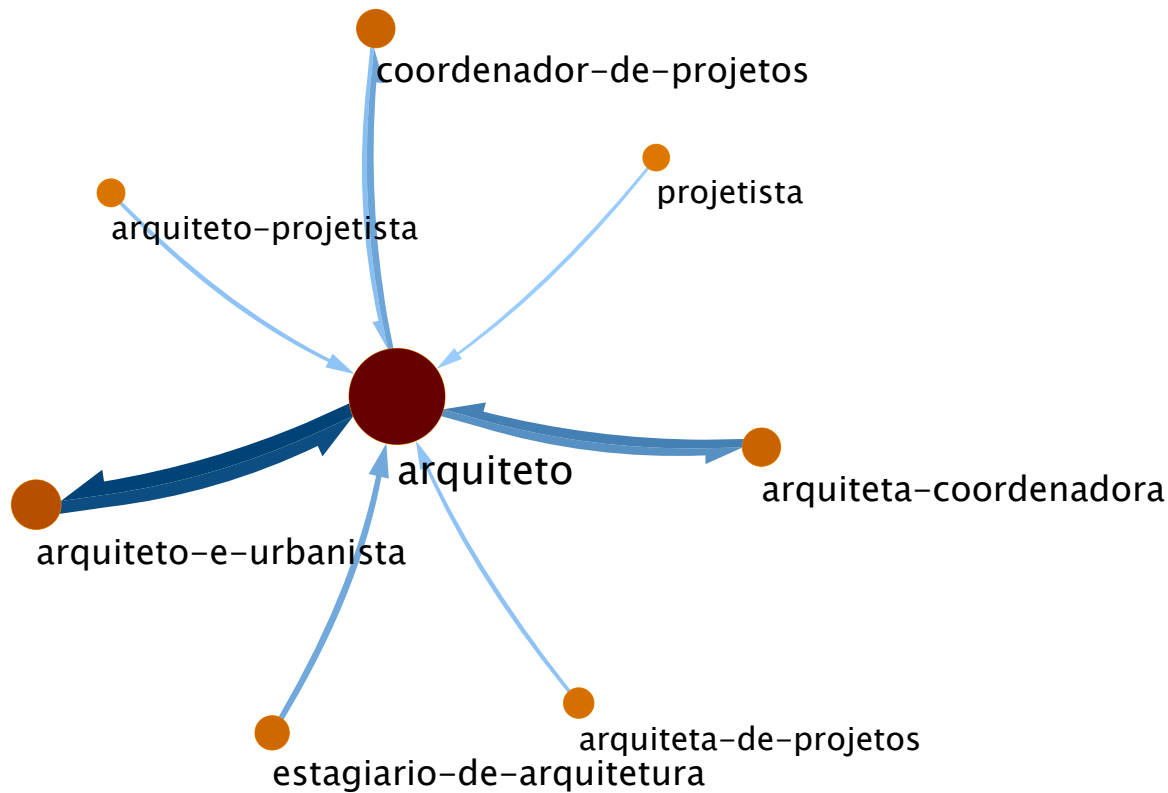 coordenador-de-projetos
projetista
arquiteto-projetista
arquiteto
arquiteta-coordenadora
arquiteto-e-urbanista
arquiteta-de-projetos
estagiario-de-arquitetura